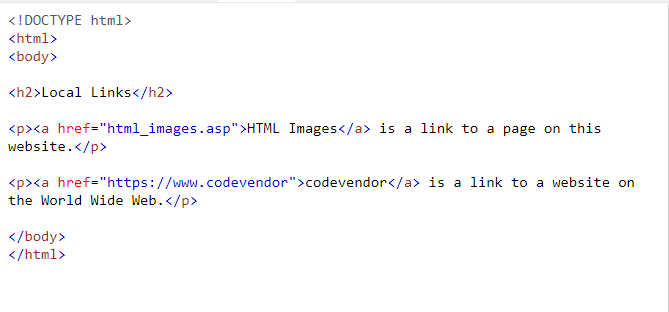 <!DOCTYPE html>
<html>
<body>
<h2>Local Links</h2>
<p><a href="html_images.asp">HTML Images</a> is a link to a page on this
website.</p>
<p><a href="https://www.codevendor">codevendor</a> is a link to a website on
the World Wide Web.</p>
</body>
</html>